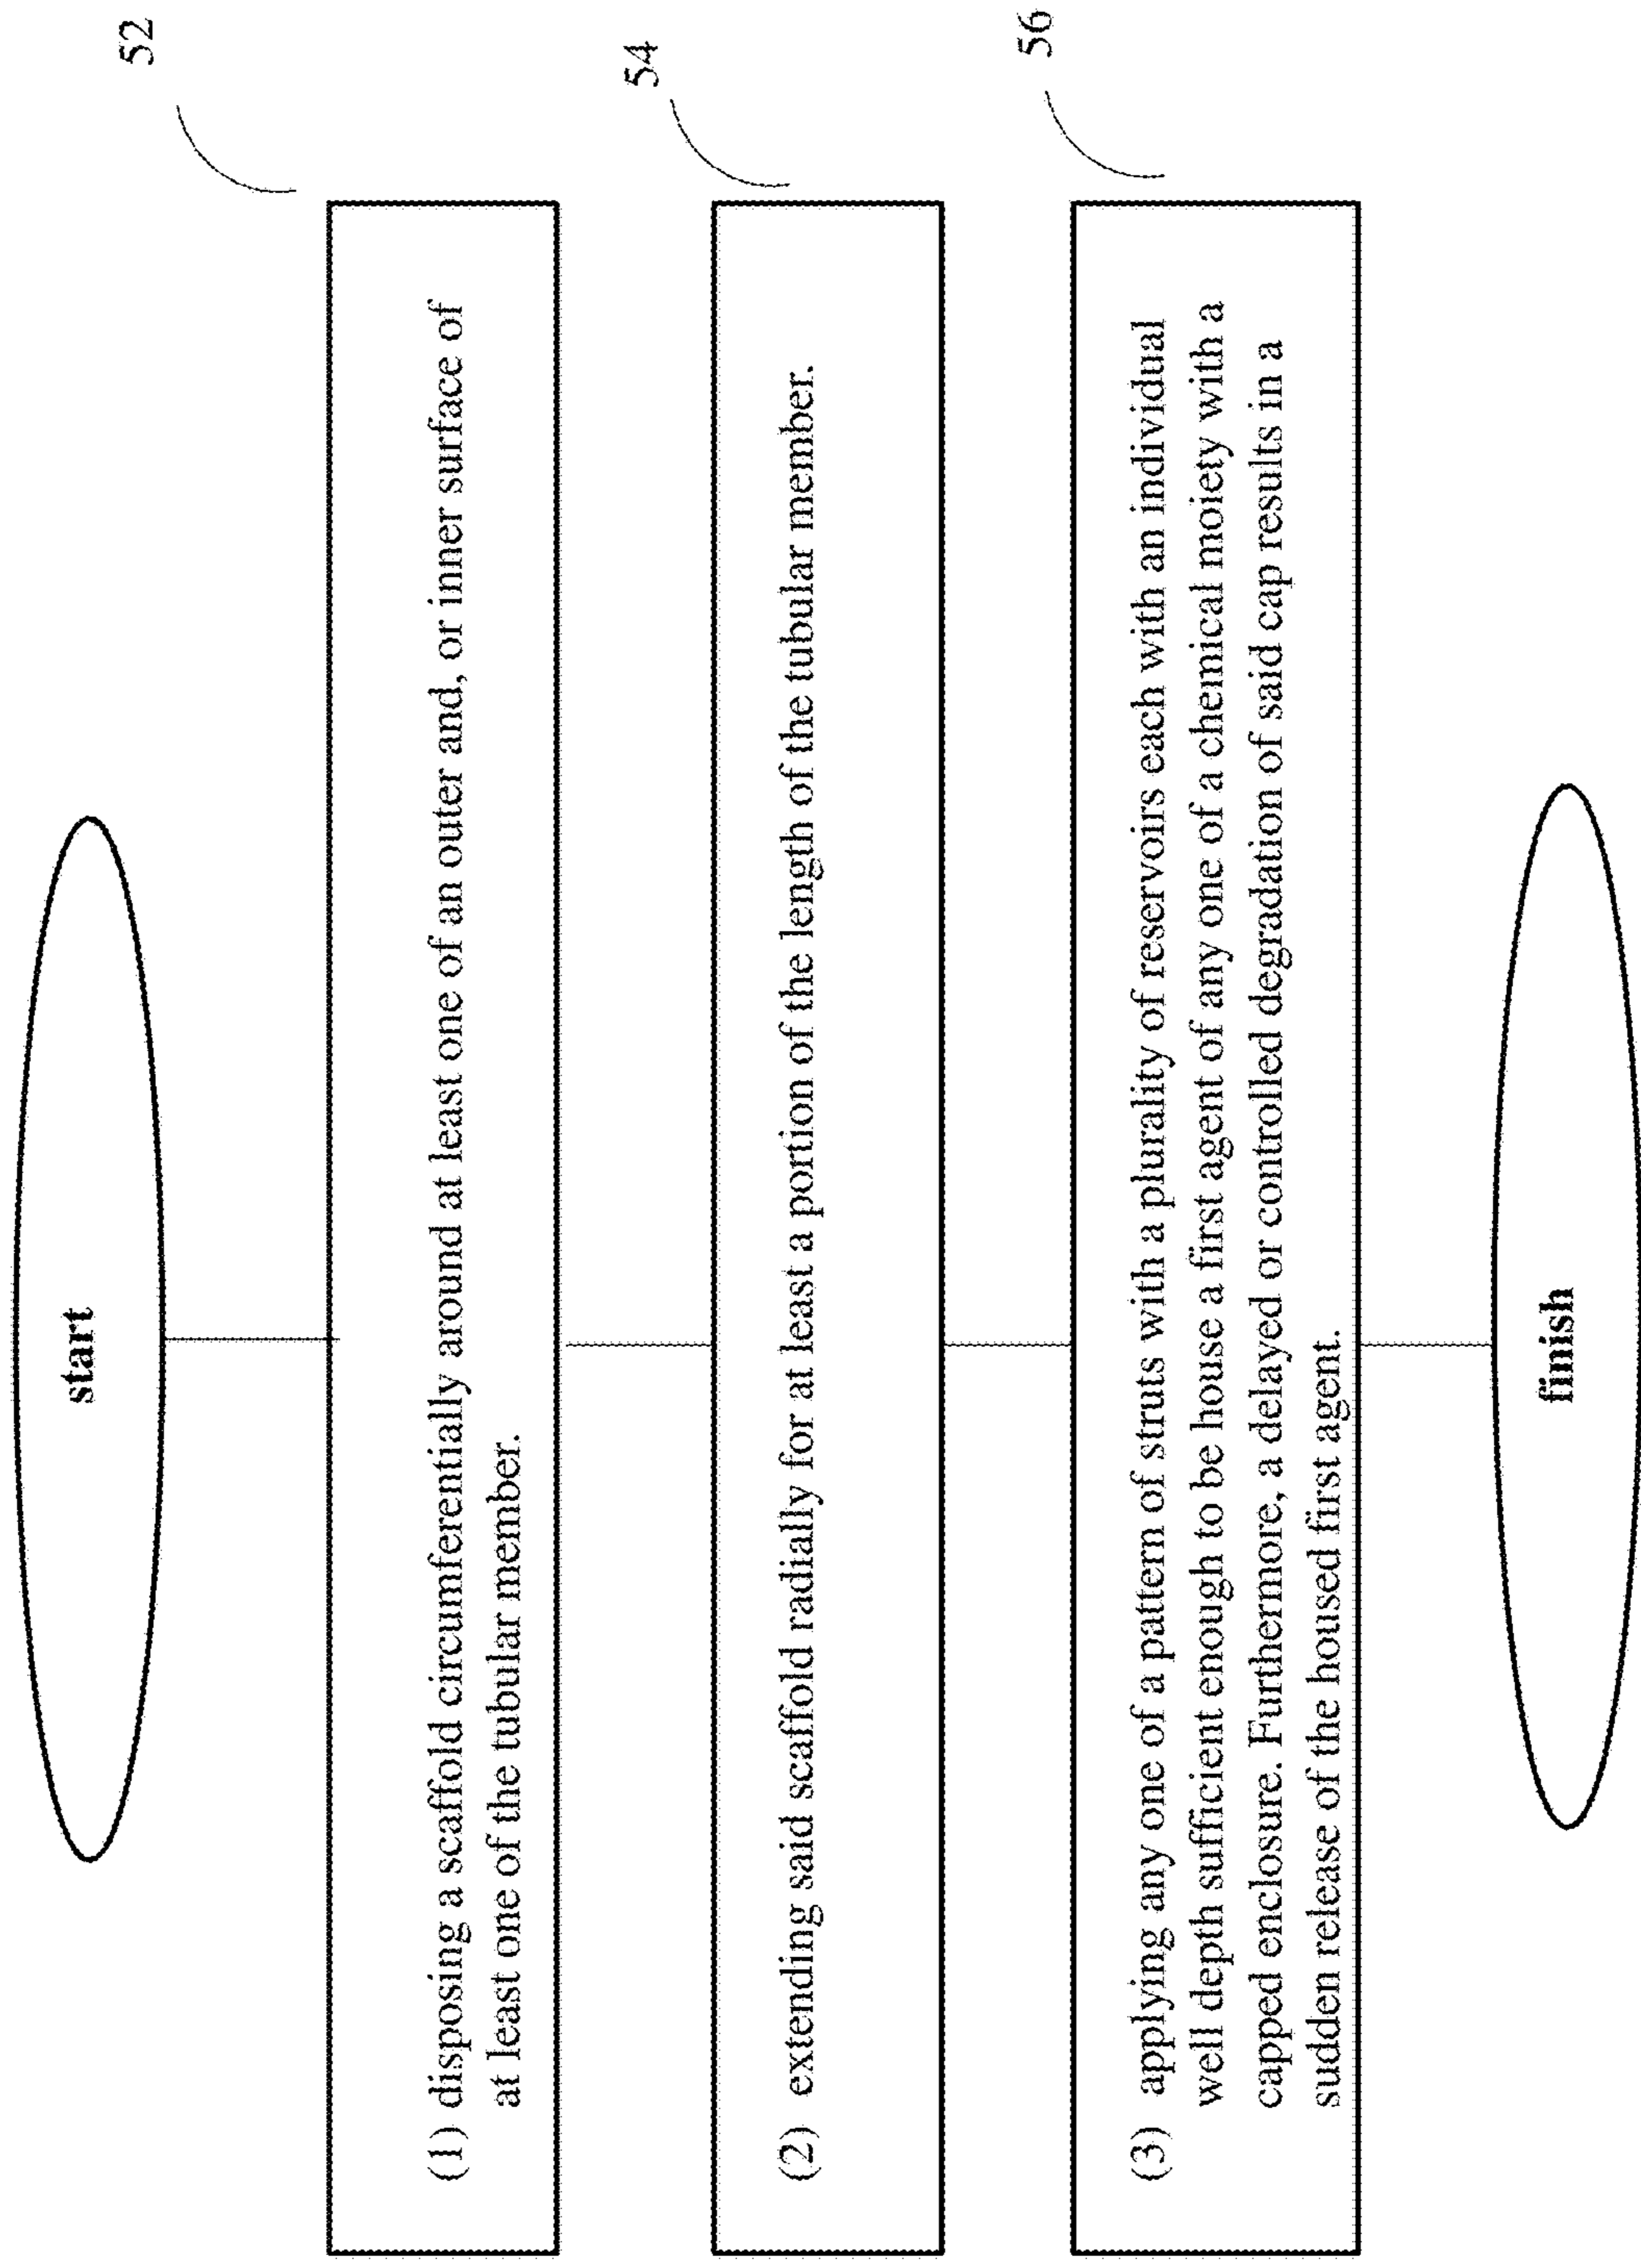 start
52
(1) disposing a scaffold circumferentially around at least one of an outer and, or inner surface of
at least one of the tubular member.
54
(2) extending said scaffold radially for at least a portion of the length of the tubular member.
56
(3) applying any one of a pattern of struts with a plurality of reservoirs each with an individual
well depth sufficient enough to be house a first agent of any one of a chemical moiety with a
capped enclosure. Furthermore, a delayed or controlled degradation of said cap results in a
sudden release of the housed first agent.
finish